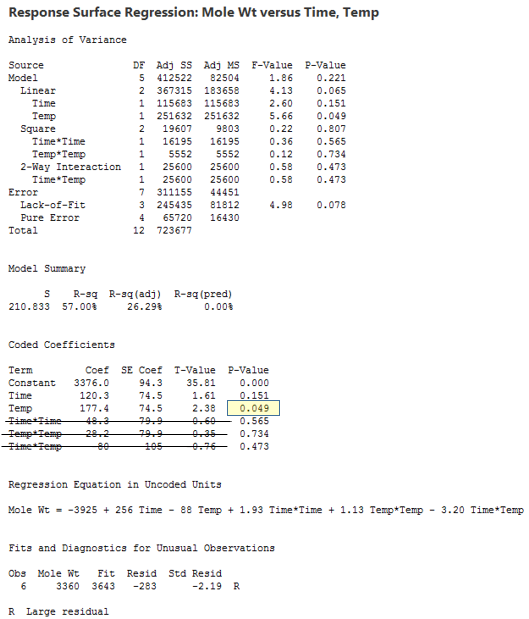 Response Surface Regression: Mole Wt versus Time, Temp
Analysis of Variance
Source DF Adj SS Adj MS F-Value P-Value
Model 5 412522 82504 1.86 0.221
Linear 2 367315 183658 4.13 0.065
Time 1 115683 115683 2.60 0.151
Temp 1 251632 251632 5.66 0.049
Square 2 19607 9803 0.22 0.807
Time*Time 1 16195 16195 0.36 0.565
Temp*Temp 1 5552 5552 0.12 0.734
2-Way Interaction 1 25600 25600 0.58 0.473
Time*Temp 1 25600 25600 0.58 0.473
Error 7 311155 44451
Lack-of-Fit 3 245435 81812 4.98 0.078
Pure Error 4 65720 16430
Total 12 723677
Model Summary
S R-sq R-sq(adj) R-sq(pred)
210.833 57.00% 26.29% 0.00%
Coded Coefficients
Term Coef SE Coef T-Value P-Value
Constant 3376.0 94.3 35.81 0.000
Time 120.3 74.5 1.61 0.151
Temp 177.4 74.5 2.38 0.049
Time*Time 48.3 79.9 0.60 0.565
Temp*Temp 28.2 79.9 0.35 0.734
Time*Temp 80 105 0.76 0.473
Regression Equation in Uncoded Units
Mole Wt = -3925 + 256 Time - 88 Temp + 1.93 Time*Time + 1.13 Temp*Temp - 3.20 Time*Temp
Fits and Diagnostics for Unusual Observations
Obs Mole Wt Fit Resid Std Resid
6 3360 3643 -283 -2.19 R
R Large residual